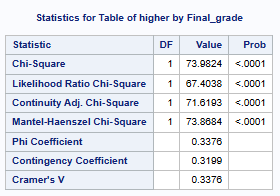 Statistics for Table of higher by Final_grade
Statistic DF Value Prob
Chi-Square 1 73.9824 <.0001
Likelihood Ratio Chi-Square 1 67.4038 <.0001
Continuity Adj. Chi-Square 1 71.6193 <.0001
Mantel-Haenszel Chi-Square 1 73.8684 <.0001
Phi Coefficient 0.3376
Contingency Coefficient 0.3199
Cramer's V 0.3376